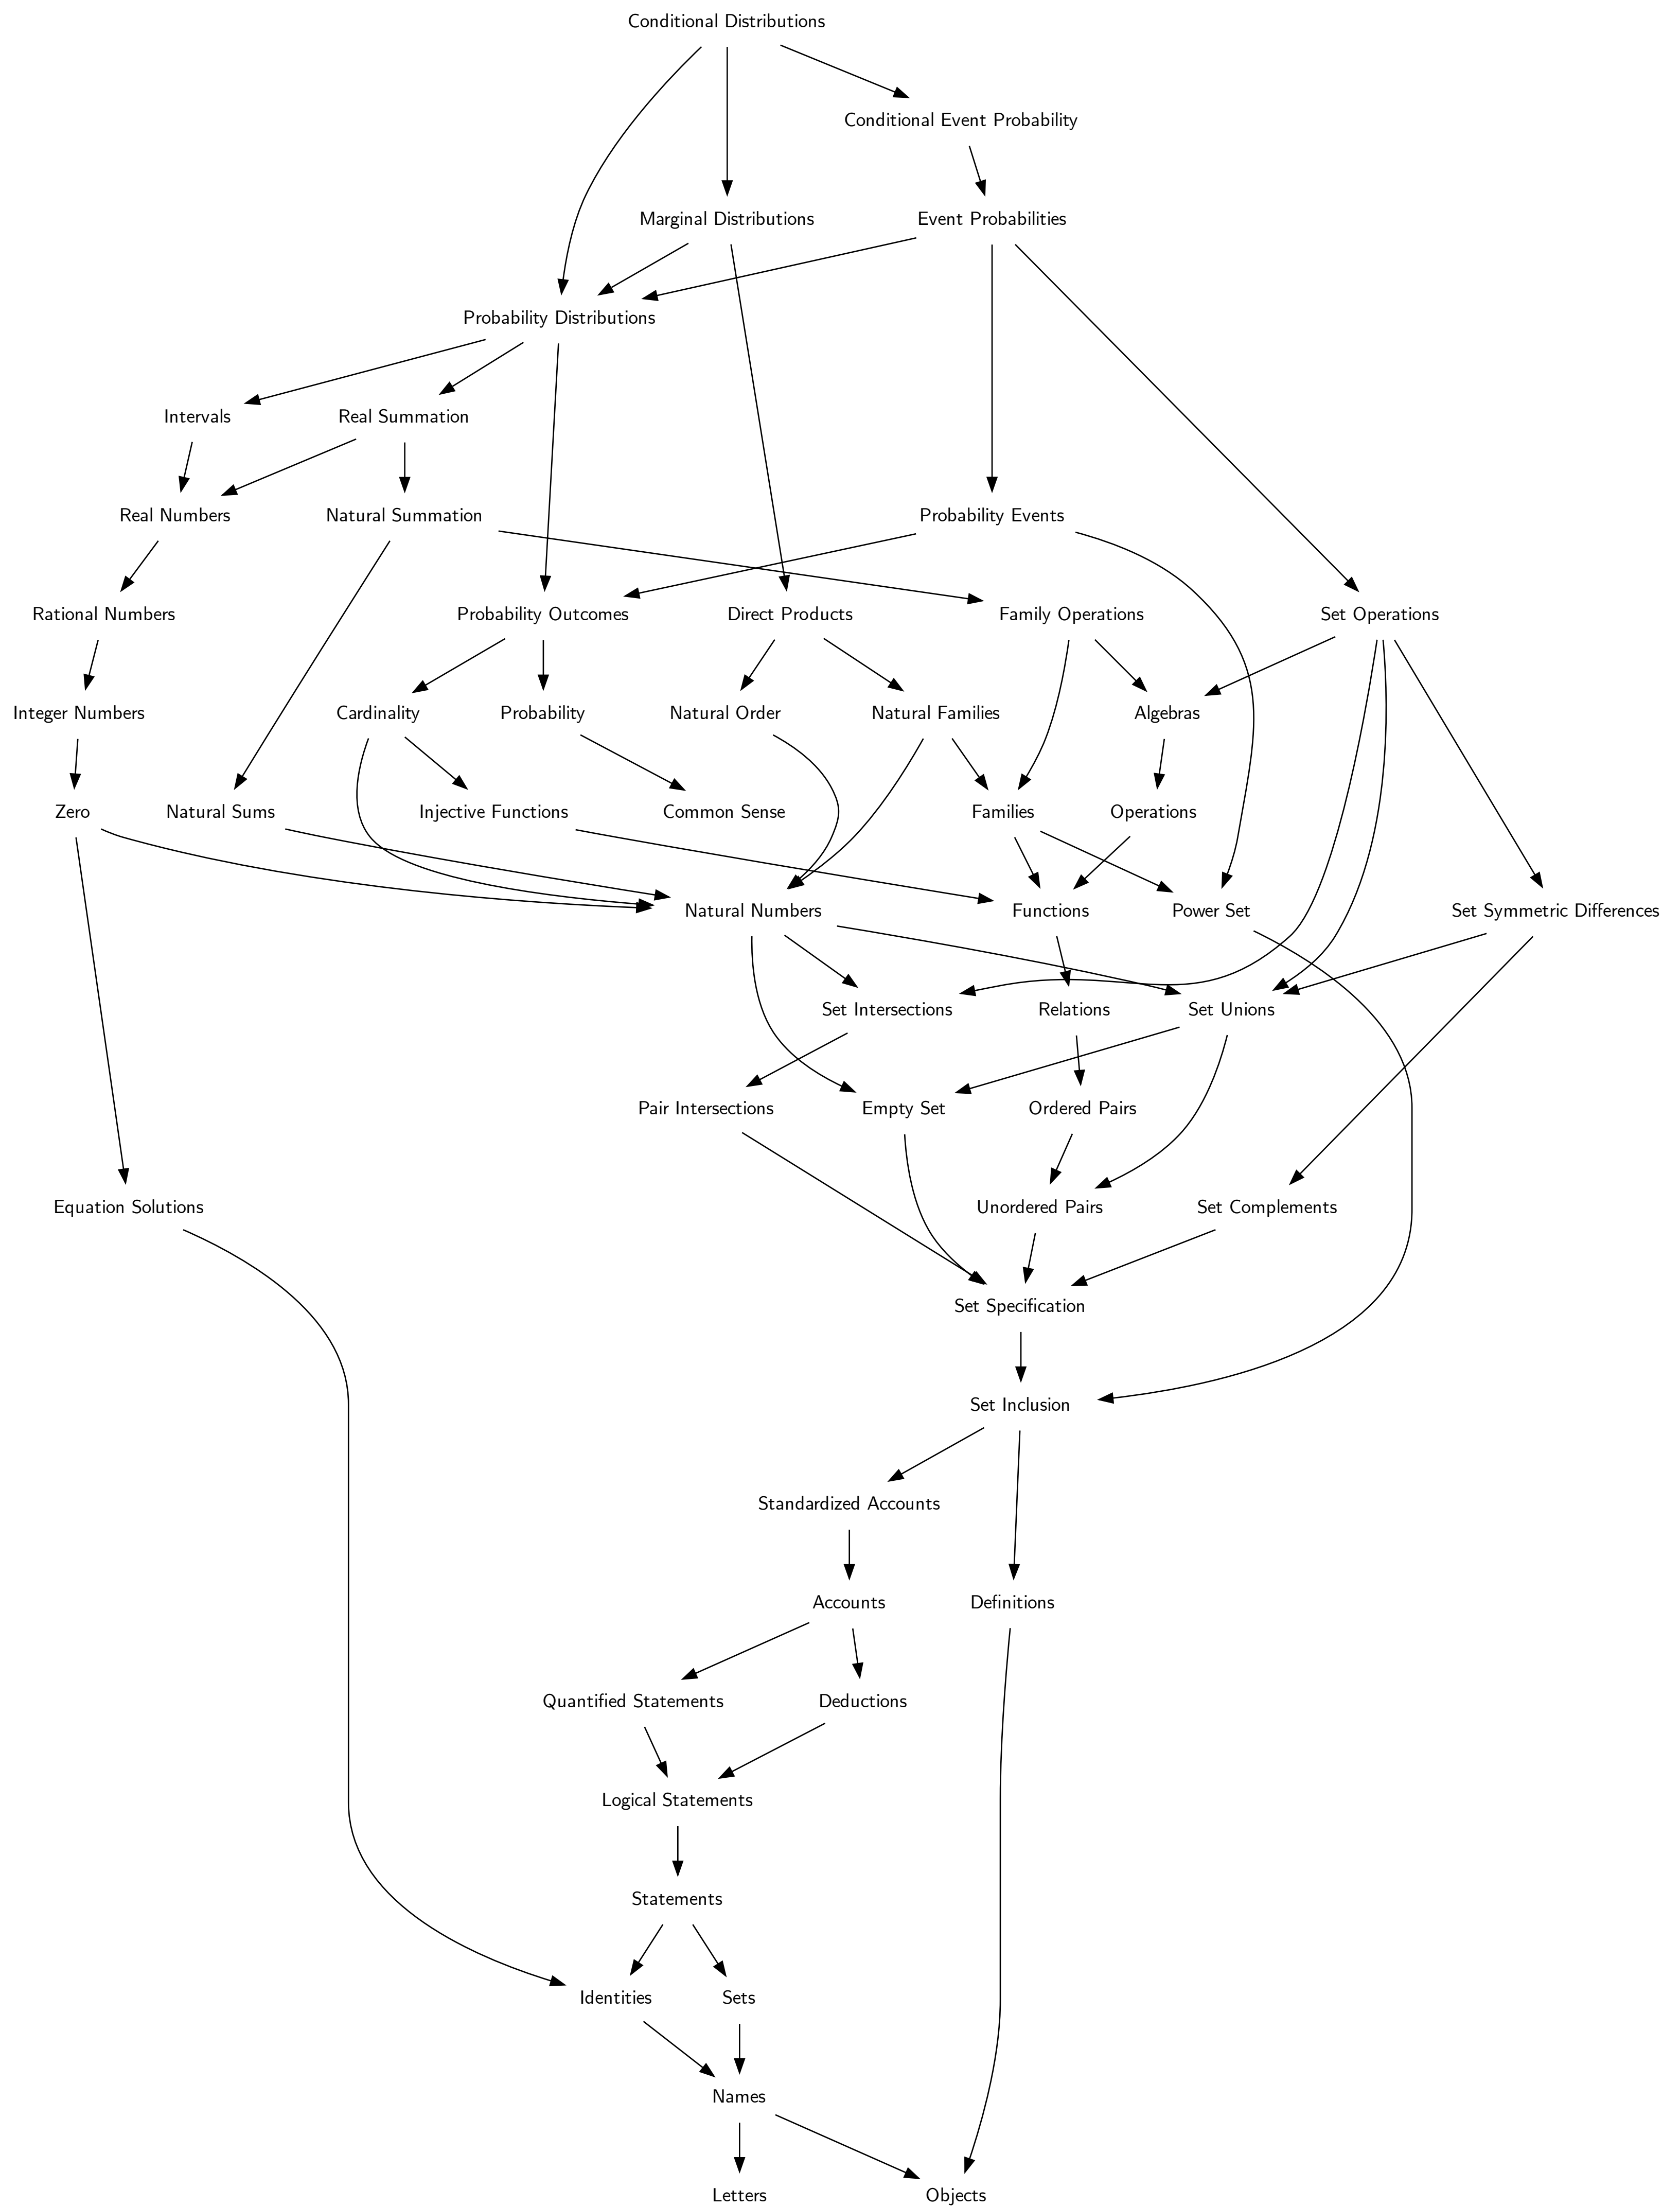 Conditional Distributions
Conditional Event Probability
Marginal Distributions
Event Probabilities
Probability Distributions
Intervals
Real Summation
Real Numbers
Natural Summation
Probability Events
Rational Numbers
Probability Outcomes
Direct Products
Family Operations
Set Operations
Integer Numbers
Cardinality
Probability
Natural Order
Natural Families
Algebras
Zero
Natural Sums
Injective Functions
Common Sense
Families
Operations
Natural Numbers
Functions
Power Set
Set Symmetric Differences
Set Intersections
Relations
Set Unions
Pair Intersections
Empty Set
Ordered Pairs
Equation Solutions
Unordered Pairs
Set Complements
Set Specification
Set Inclusion
Standardized Accounts
Accounts
Definitions
Quantified Statements
Deductions
Logical Statements
Statements
Identities
Sets
Names
Letters
Objects